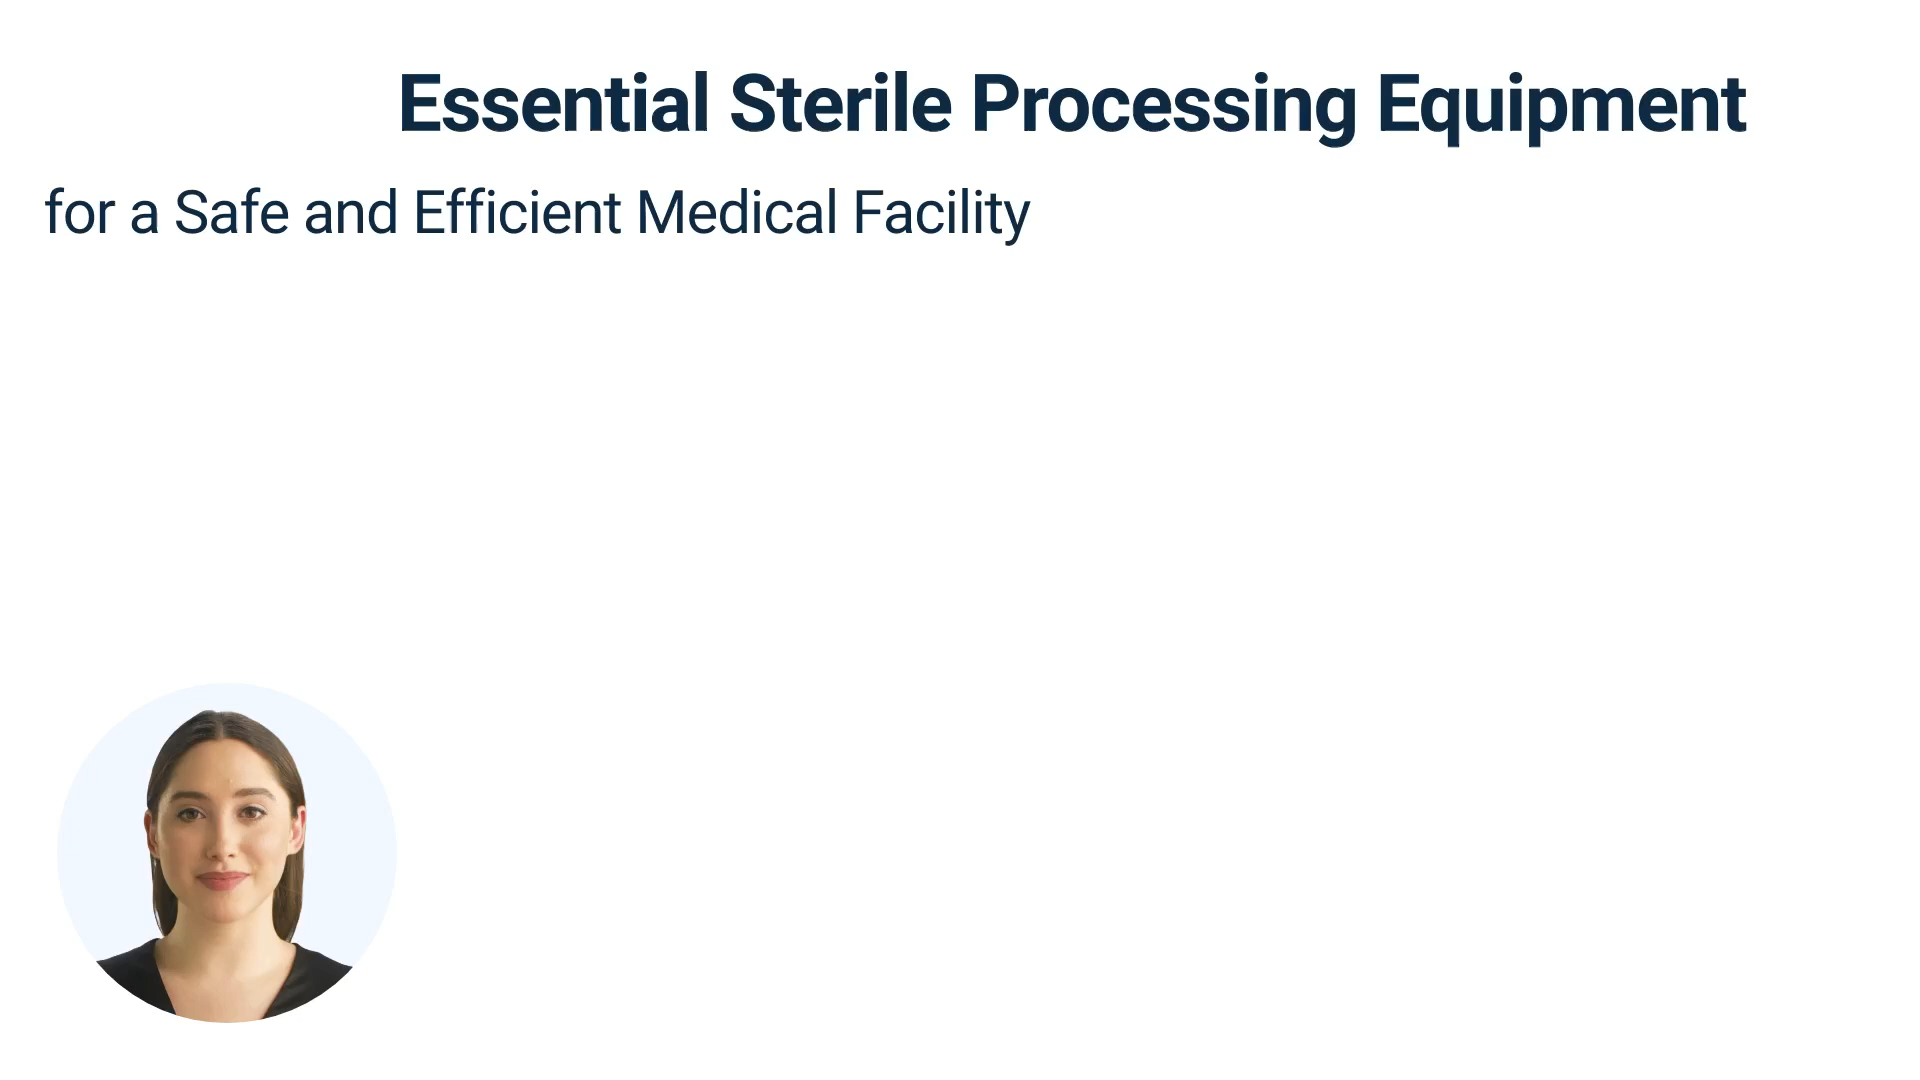 Essential Sterile Processing Equipment
for a Safe and Efficient Medical Facility